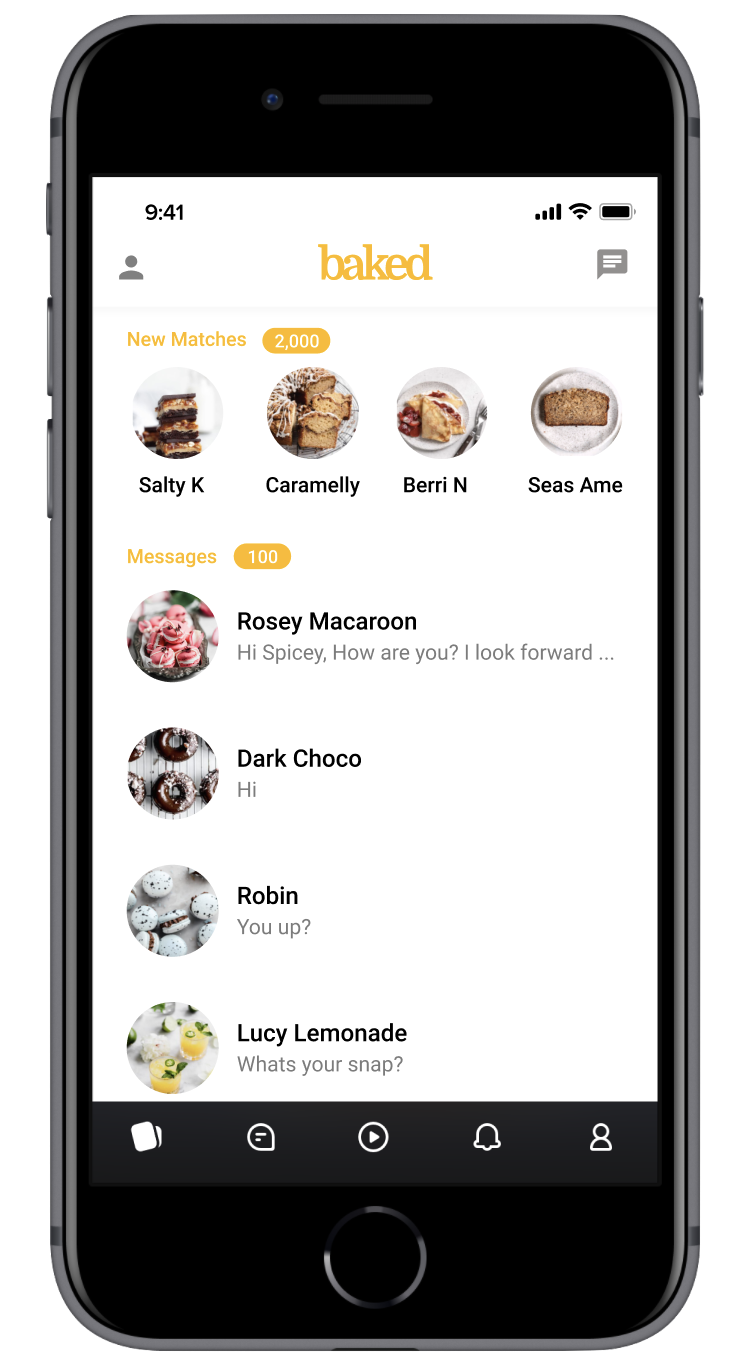 9:41
baked
New Matches 2,000
Salty K Caramelly Berri N Seas Ame
Messages 100
Rosey Macaroon
Hi Spicey, How are you? I look forward ...
Dark Choco
Hi
Robin
You up?
Lucy Lemonade
Whats your snap?